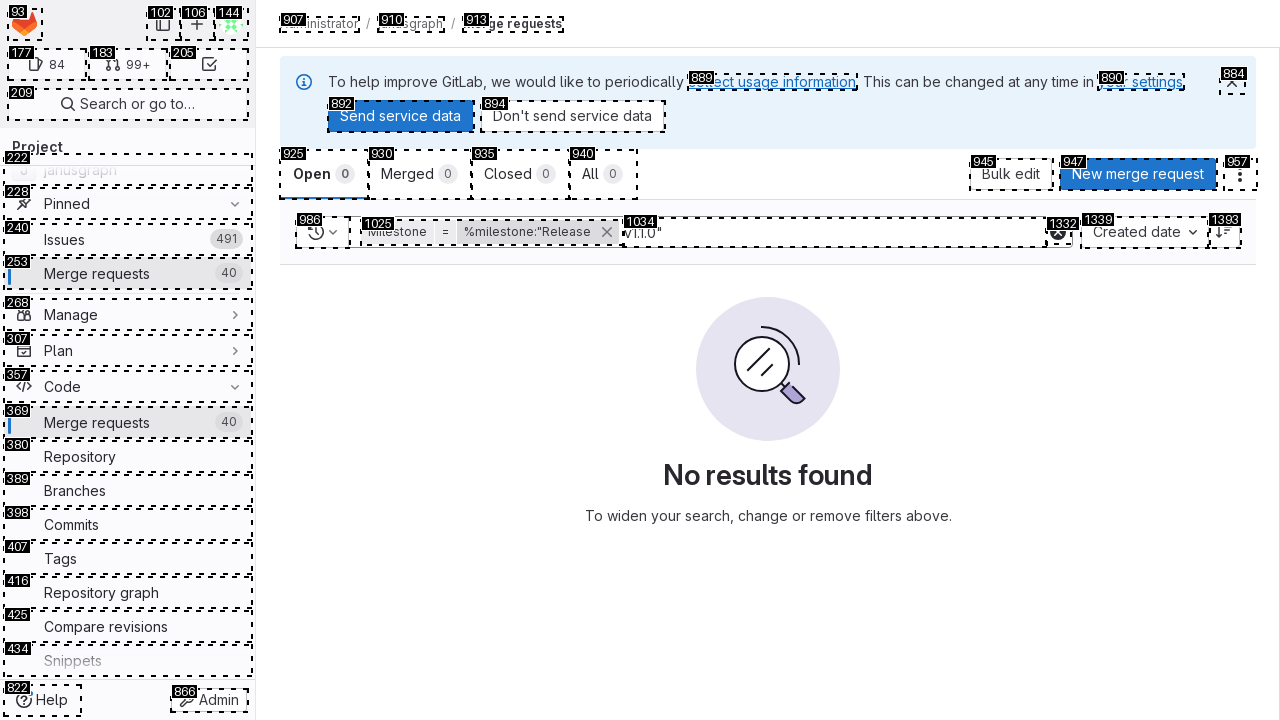 93
102
106
144
177
84
183
99+
205
209
Search or go to…
Project
222
janusgraph
228
Pinned
240
Issues
491
253
Merge requests
40
268
Manage
307
Plan
357
Code
369
Merge requests
40
380
Repository
389
Branches
398
Commits
407
Tags
416
Repository graph
425
Compare revisions
434
Snippets
822
Help
866
Admin
907
administrator
/
910
janusgraph
/
913
Merge requests
To help improve GitLab, we would like to periodically
889
collect usage information
. This can be changed at any time in
890
your settings
884
892
Send service data
894
Don't send service data
925
Open 0
930
Merged 0
935
Closed 0
940
All 0
945
Bulk edit
947
New merge request
957
986
1025
Milestone
=
%milestone:"Release
1034
v1.1.0"
1332
1339
Created date
1393
No results found
To widen your search, change or remove filters above.